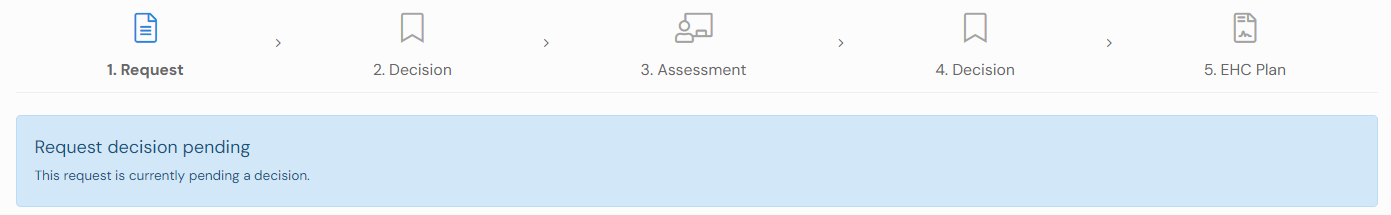 1. Request
2. Decision
3. Assessment
4. Decision
5. EHC Plan
Request decision pending
This request is currently pending a decision.